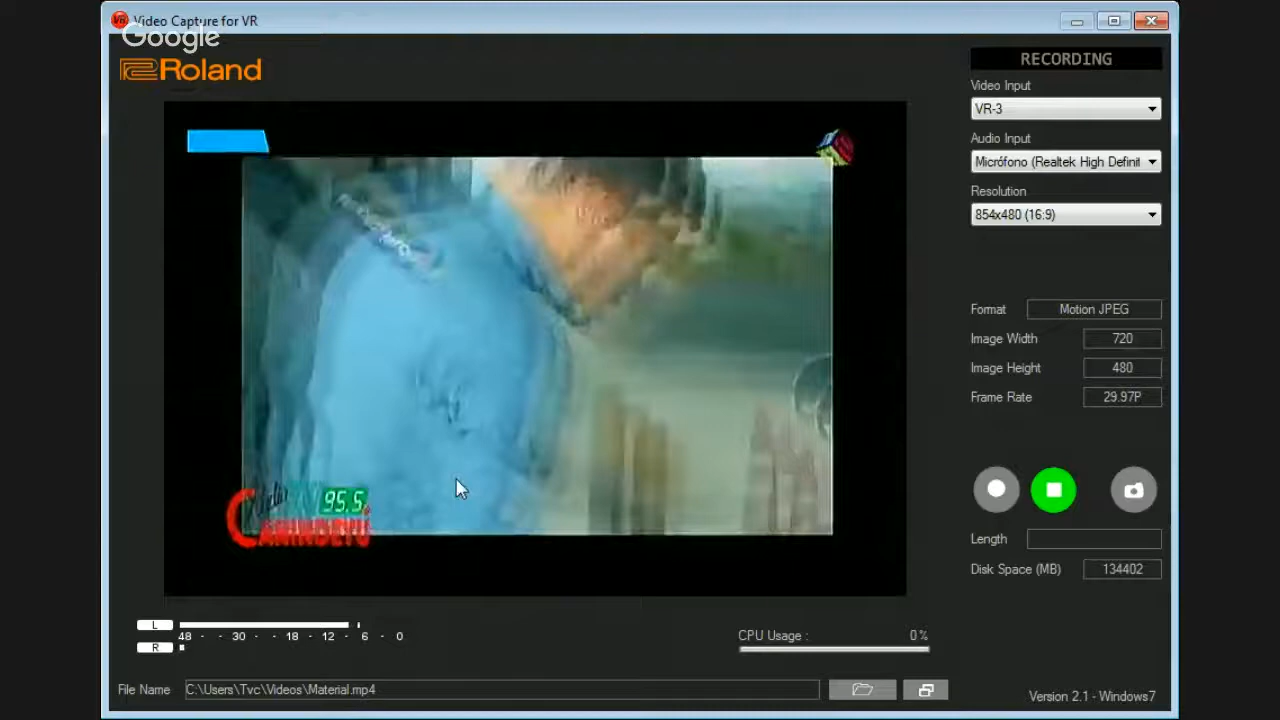 Video Capture for VR
Google
Roland
RECORDING
Video Input
VR-3
Audio Input
Micrófono (Realtek High Definit
Resolution
854x480 (16:9)
Format Motion JPEG
Image Width 720
Image Height 480
Frame Rate 29.97P
95.5
Length
Disk Space (MB) 134402
L
48 - - 30 - - 18 - 12 - 6 - 0
R
CPU Usage : 0 %
File Name C:\Users\Tvc\Videos\Material.mp4
Version 2.1 - Windows7